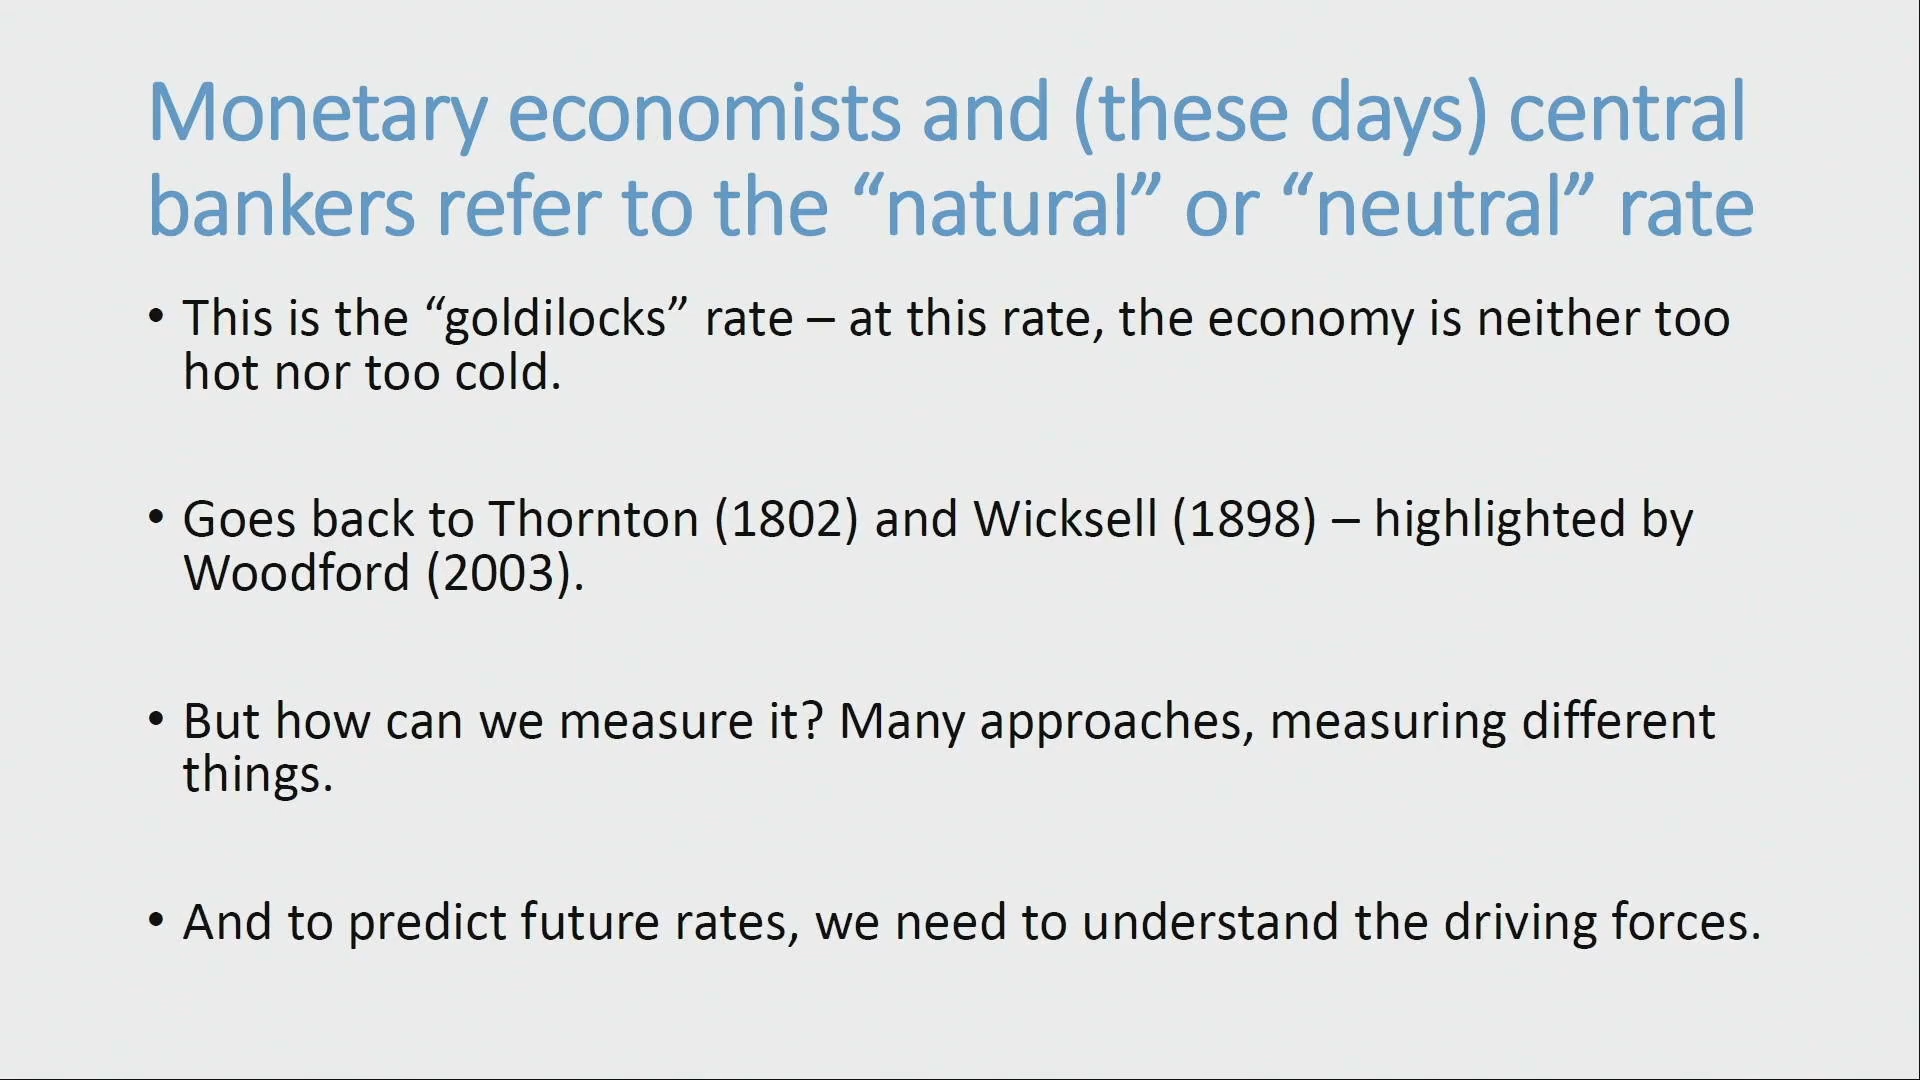 Monetary economists and (these days) central
bankers refer to the “natural” or “neutral” rate
• This is the “goldilocks” rate – at this rate, the economy is neither too
hot nor too cold.
• Goes back to Thornton (1802) and Wicksell (1898) – highlighted by
Woodford (2003).
• But how can we measure it? Many approaches, measuring different
things.
• And to predict future rates, we need to understand the driving forces.